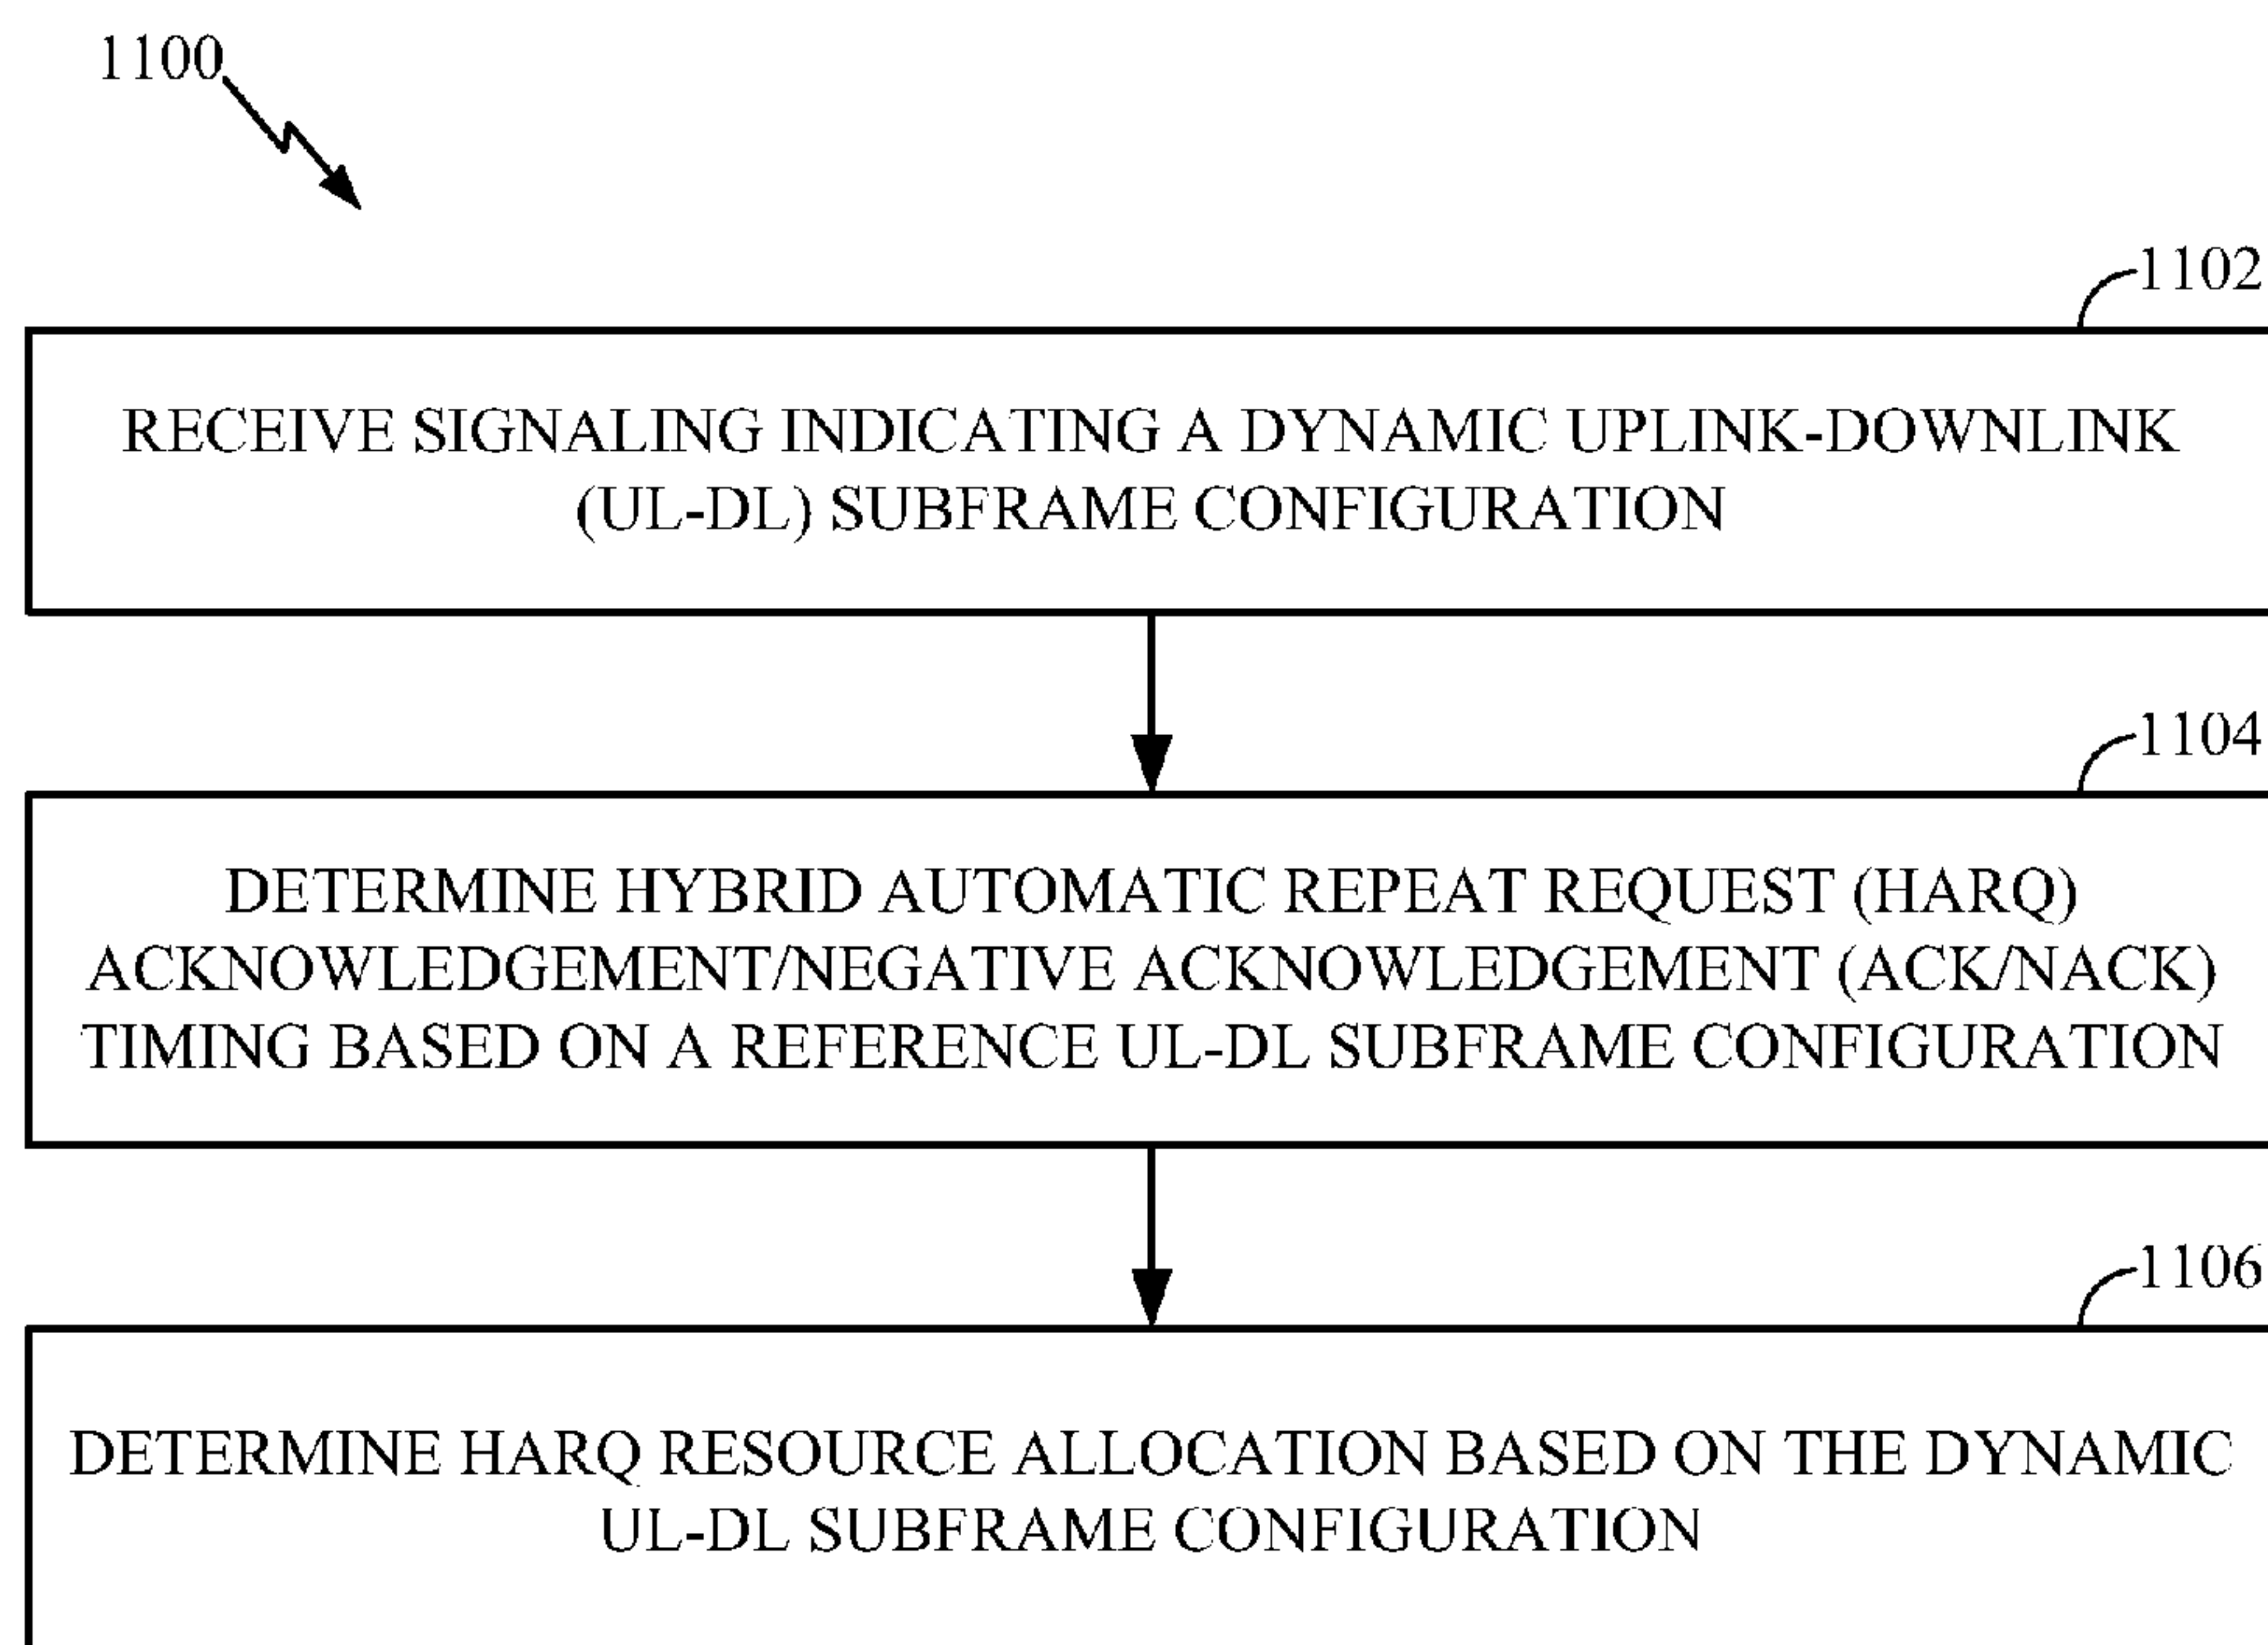 1100
1102
RECEIVE SIGNALING INDICATING A DYNAMIC UPLINK-DOWNLINK
(UL-DL) SUBFRAME CONFIGURATION
1104
DETERMINE HYBRID AUTOMATIC REPEAT REQUEST (HARQ)
ACKNOWLEDGEMENT/NEGATIVE ACKNOWLEDGEMENT (ACK/NACK)
TIMING BASED ON A REFERENCE UL-DL SUBFRAME CONFIGURATION
1106
DETERMINE HARQ RESOURCE ALLOCATION BASED ON THE DYNAMIC
UL-DL SUBFRAME CONFIGURATION